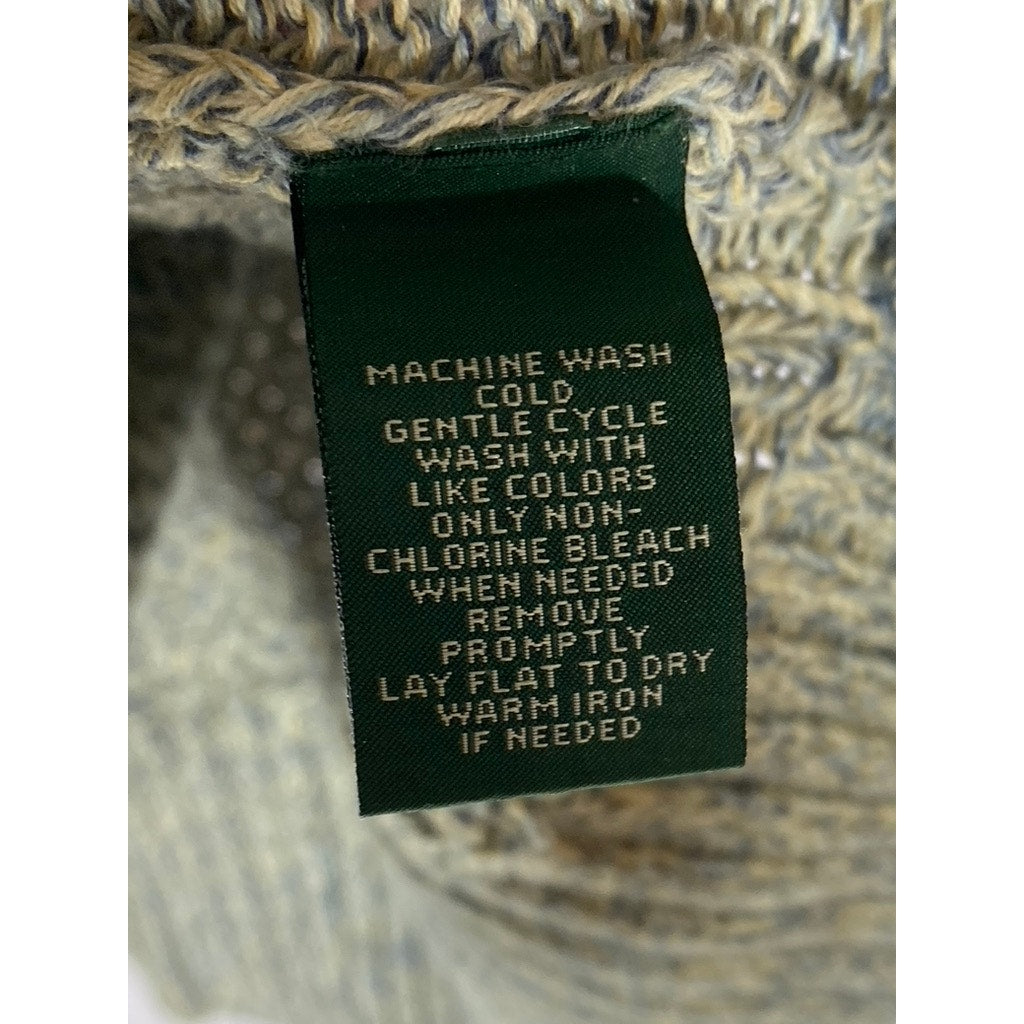 MACHINE WASH
COLD
GENTLE CYCLE
WASH WITH
LIKE COLORS
ONLY NON-
CHLORINE BLEACH
WHEN NEEDED
REMOVE
PROMPTLY
LAY FLAT TO DRY
WARM IRON
IF NEEDED